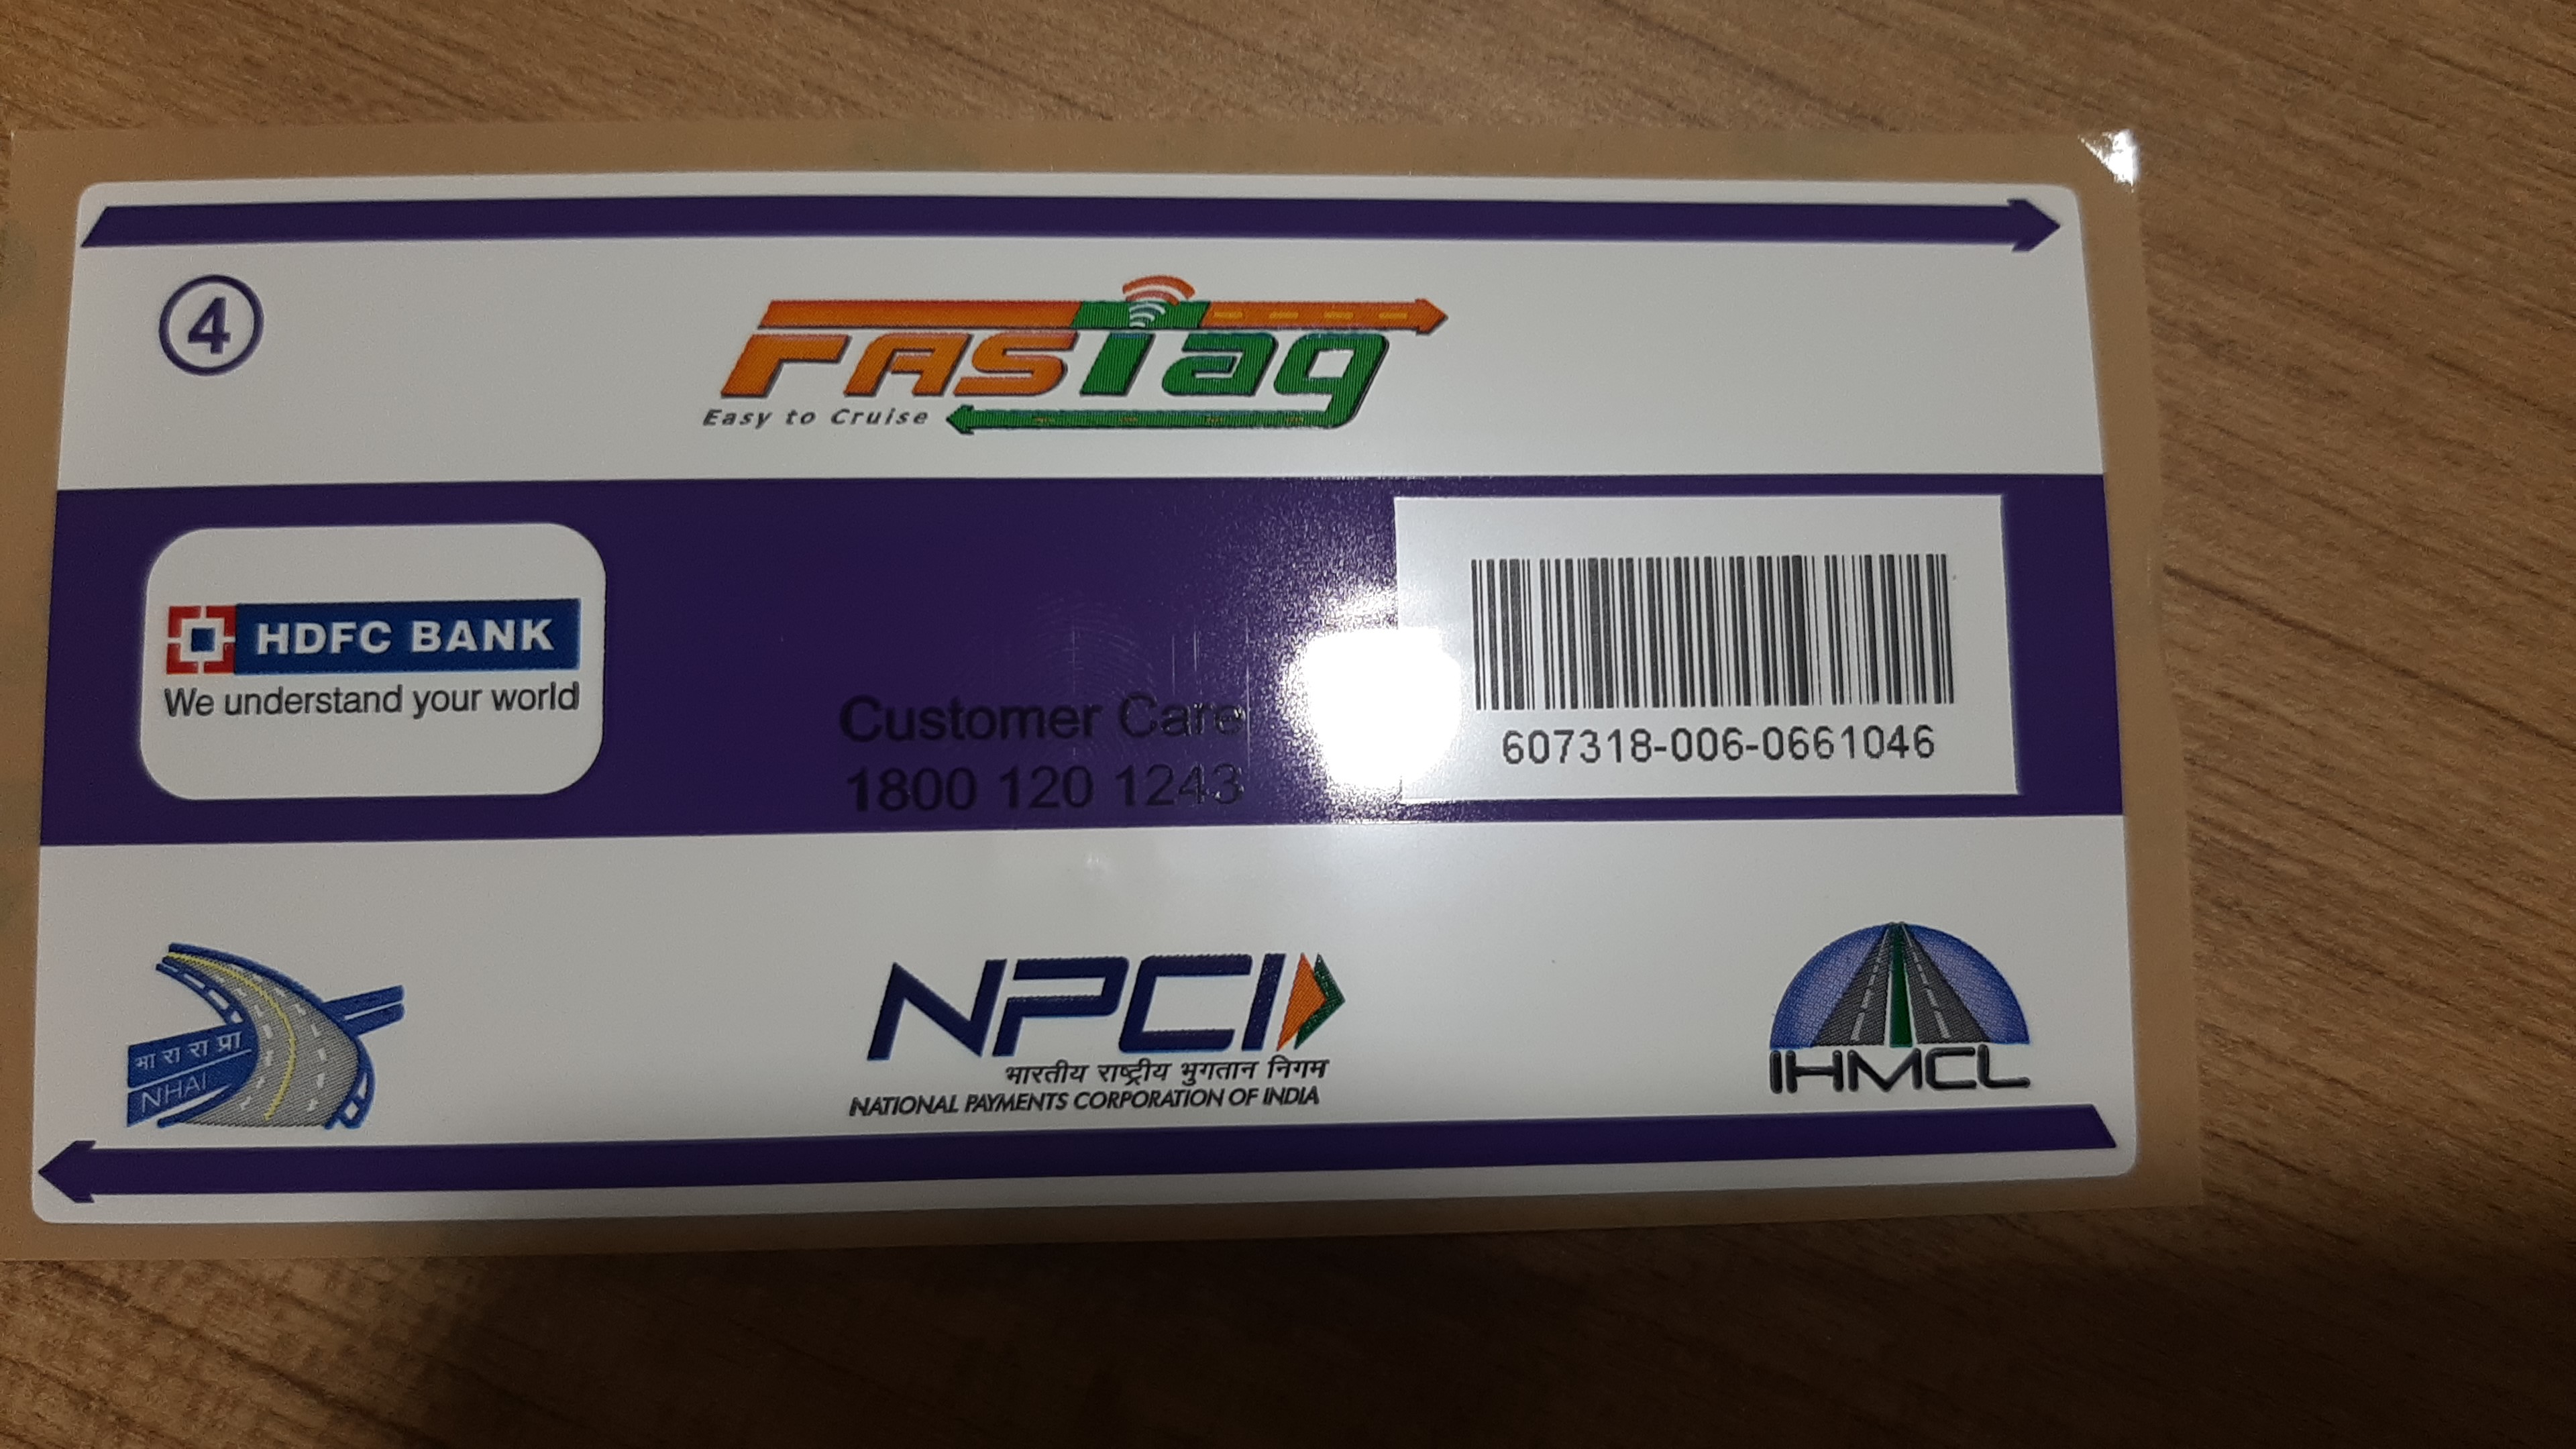 4
FASTag
Easy to Cruise
HDFC BANK
We understand your world
Customer Care
1800 120 1243
607318-006-0661046
भा रा रा प्रा
NHAI
NPCI
भारतीय राष्ट्रीय भुगतान निगम
NATIONAL PAYMENTS CORPORATION OF INDIA
IHMCL